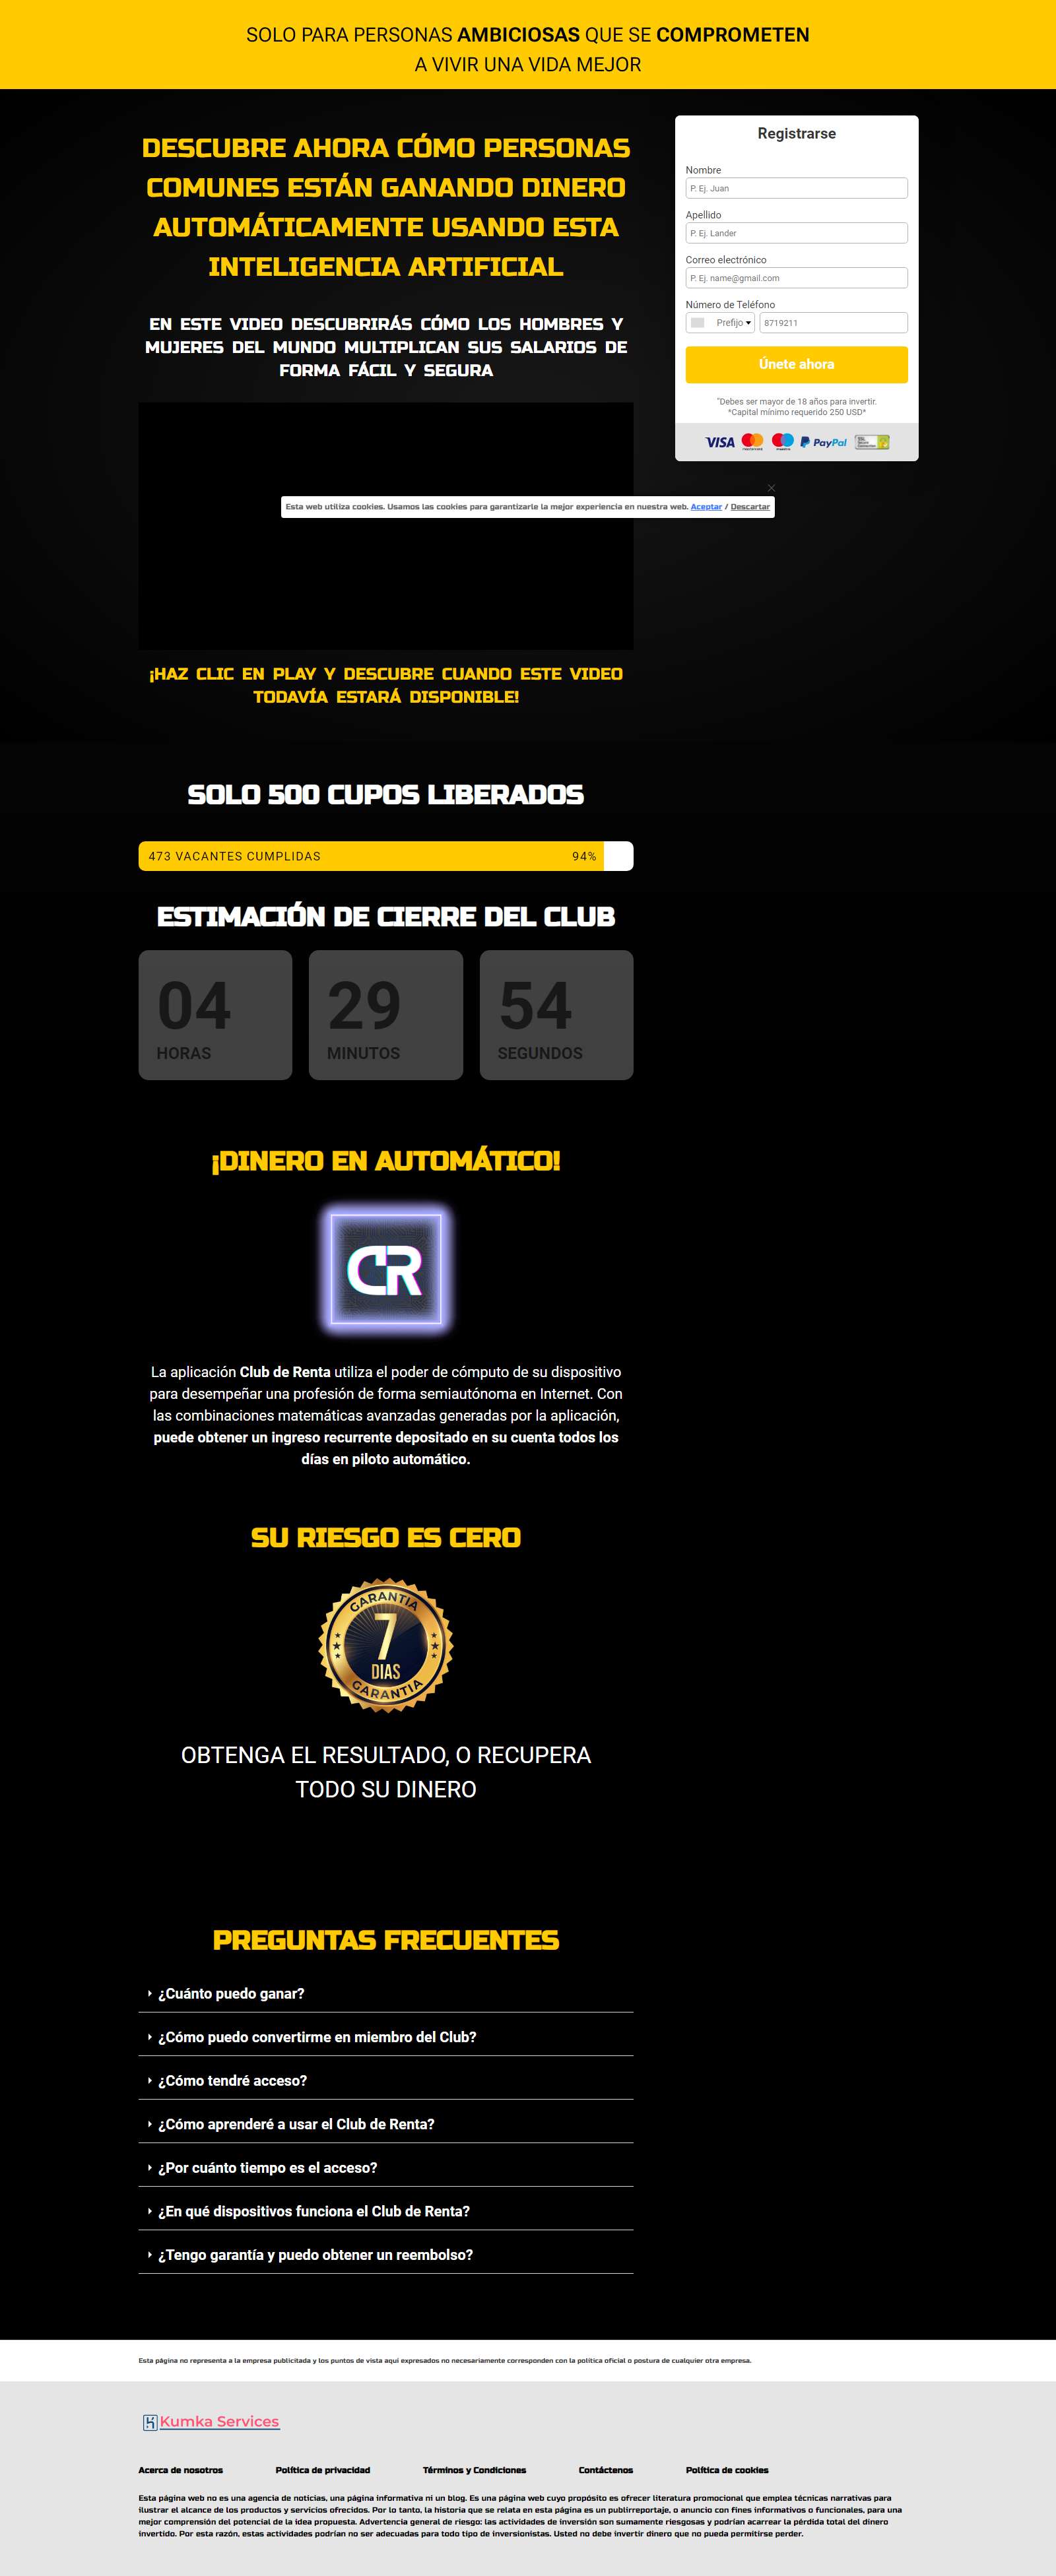 SOLO PARA PERSONAS AMBICIOSAS QUE SE COMPROMETEN
A VIVIR UNA VIDA MEJOR
DESCUBRE AHORA CÓMO PERSONAS
COMUNES ESTÁN GANANDO DINERO
AUTOMÁTICAMENTE USANDO ESTA
INTELIGENCIA ARTIFICIAL
EN ESTE VIDEO DESCUBRIRÁS CÓMO LOS HOMBRES Y
MUJERES DEL MUNDO MULTIPLICAN SUS SALARIOS DE
FORMA FÁCIL Y SEGURA
Registrarse
Nombre
P. Ej. Juan
Apellido
P. Ej. Lander
Correo electrónico
P. Ej. name@gmail.com
Número de Teléfono
Prefijo
8719211
Únete ahora
"Debes ser mayor de 18 años para invertir.
*Capital mínimo requerido 250 USD*
VISA
PayPal
Esta web utiliza cookies. Usamos las cookies para garantizarle la mejor experiencia en nuestra web. Aceptar / Descartar
¡HAZ CLIC EN PLAY Y DESCUBRE CUANDO ESTE VIDEO
TODAVÍA ESTARÁ DISPONIBLE!
SOLO 500 CUPOS LIBERADOS
473 VACANTES CUMPLIDAS 94%
ESTIMACIÓN DE CIERRE DEL CLUB
04 29 54
HORAS MINUTOS SEGUNDOS
¡DINERO EN AUTOMÁTICO!
CR
La aplicación Club de Renta utiliza el poder de cómputo de su dispositivo
para desempeñar una profesión de forma semiautónoma en Internet. Con
las combinaciones matemáticas avanzadas generadas por la aplicación,
puede obtener un ingreso recurrente depositado en su cuenta todos los
días en piloto automático.
SU RIESGO ES CERO
GARANTIA
7
DIAS
GARANTIA
OBTENGA EL RESULTADO, O RECUPERA
TODO SU DINERO
PREGUNTAS FRECUENTES
¿Cuánto puedo ganar?
¿Cómo puedo convertirme en miembro del Club?
¿Cómo tendré acceso?
¿Cómo aprenderé a usar el Club de Renta?
¿Por cuánto tiempo es el acceso?
¿En qué dispositivos funciona el Club de Renta?
¿Tengo garantía y puedo obtener un reembolso?
Esta página no representa a la empresa publicitada y los puntos de vista aquí expresados no necesariamente corresponden con la política oficial o postura de cualquier otra empresa.
Kumka Services
Acerca de nosotros Política de privacidad Términos y Condiciones Contáctenos Política de cookies
Esta página web no es una agencia de noticias, una página informativa ni un blog. Es una página web cuyo propósito es ofrecer literatura promocional que emplea técnicas narrativas para
ilustrar el alcance de los productos y servicios ofrecidos. Por lo tanto, la historia que se relata en esta página es un publirreportaje, o anuncio con fines informativos o funcionales, para una
mejor comprensión del potencial de la idea propuesta. Advertencia general de riesgo: las actividades de inversión son sumamente riesgosas y podrían acarrear la pérdida total del dinero
invertido. Por esta razón, estas actividades podrían no ser adecuadas para todo tipo de inversionistas. Usted no debe invertir dinero que no pueda permitirse perder.